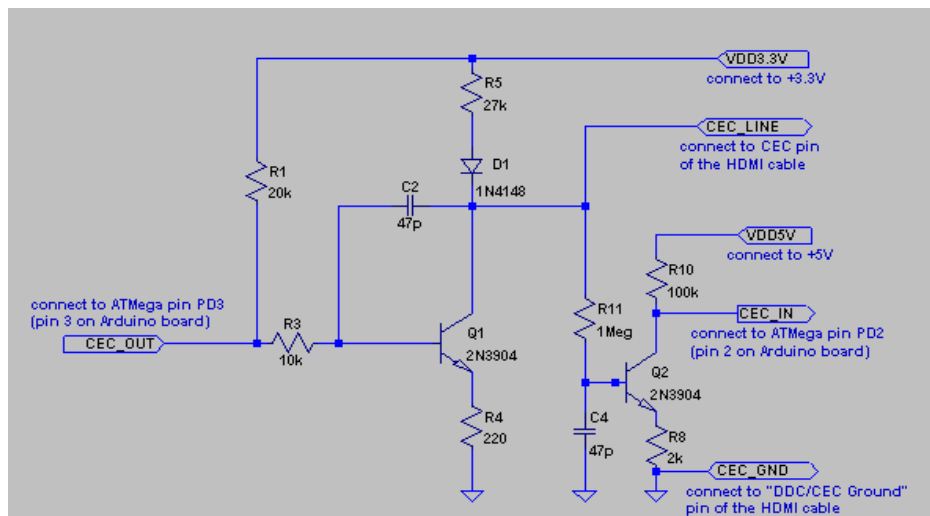 VDD3.3V
connect to +3.3V
R5
27k
CEC_LINE
connect to CEC pin
of the HDMI cable
D1
1N4148
R1
20k
C2
47p
VDD5V
connect to +5V
R10
100k
connect to ATMega pin PD3
(pin 3 on Arduino board)
CEC_OUT
R3
10k
Q1
2N3904
R11
1Meg
CEC_IN
connect to ATMega pin PD2
(pin 2 on Arduino board)
Q2
2N3904
R4
220
C4
47p
R8
2k
CEC_GND
connect to "DDC/CEC Ground"
pin of the HDMI cable